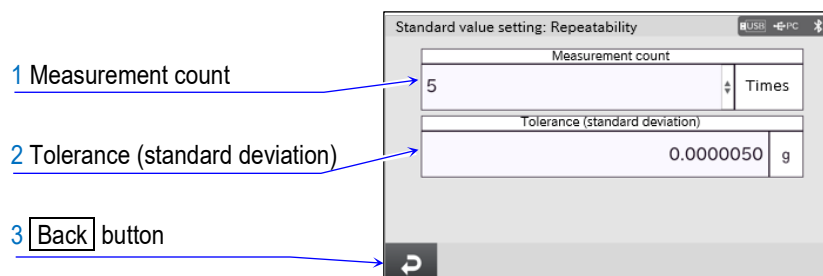 Standard value setting: Repeatability USB PC
Measurement count
1 Measurement count
5 Times
Tolerance (standard deviation)
2 Tolerance (standard deviation)
0.0000050 g
3 Back button